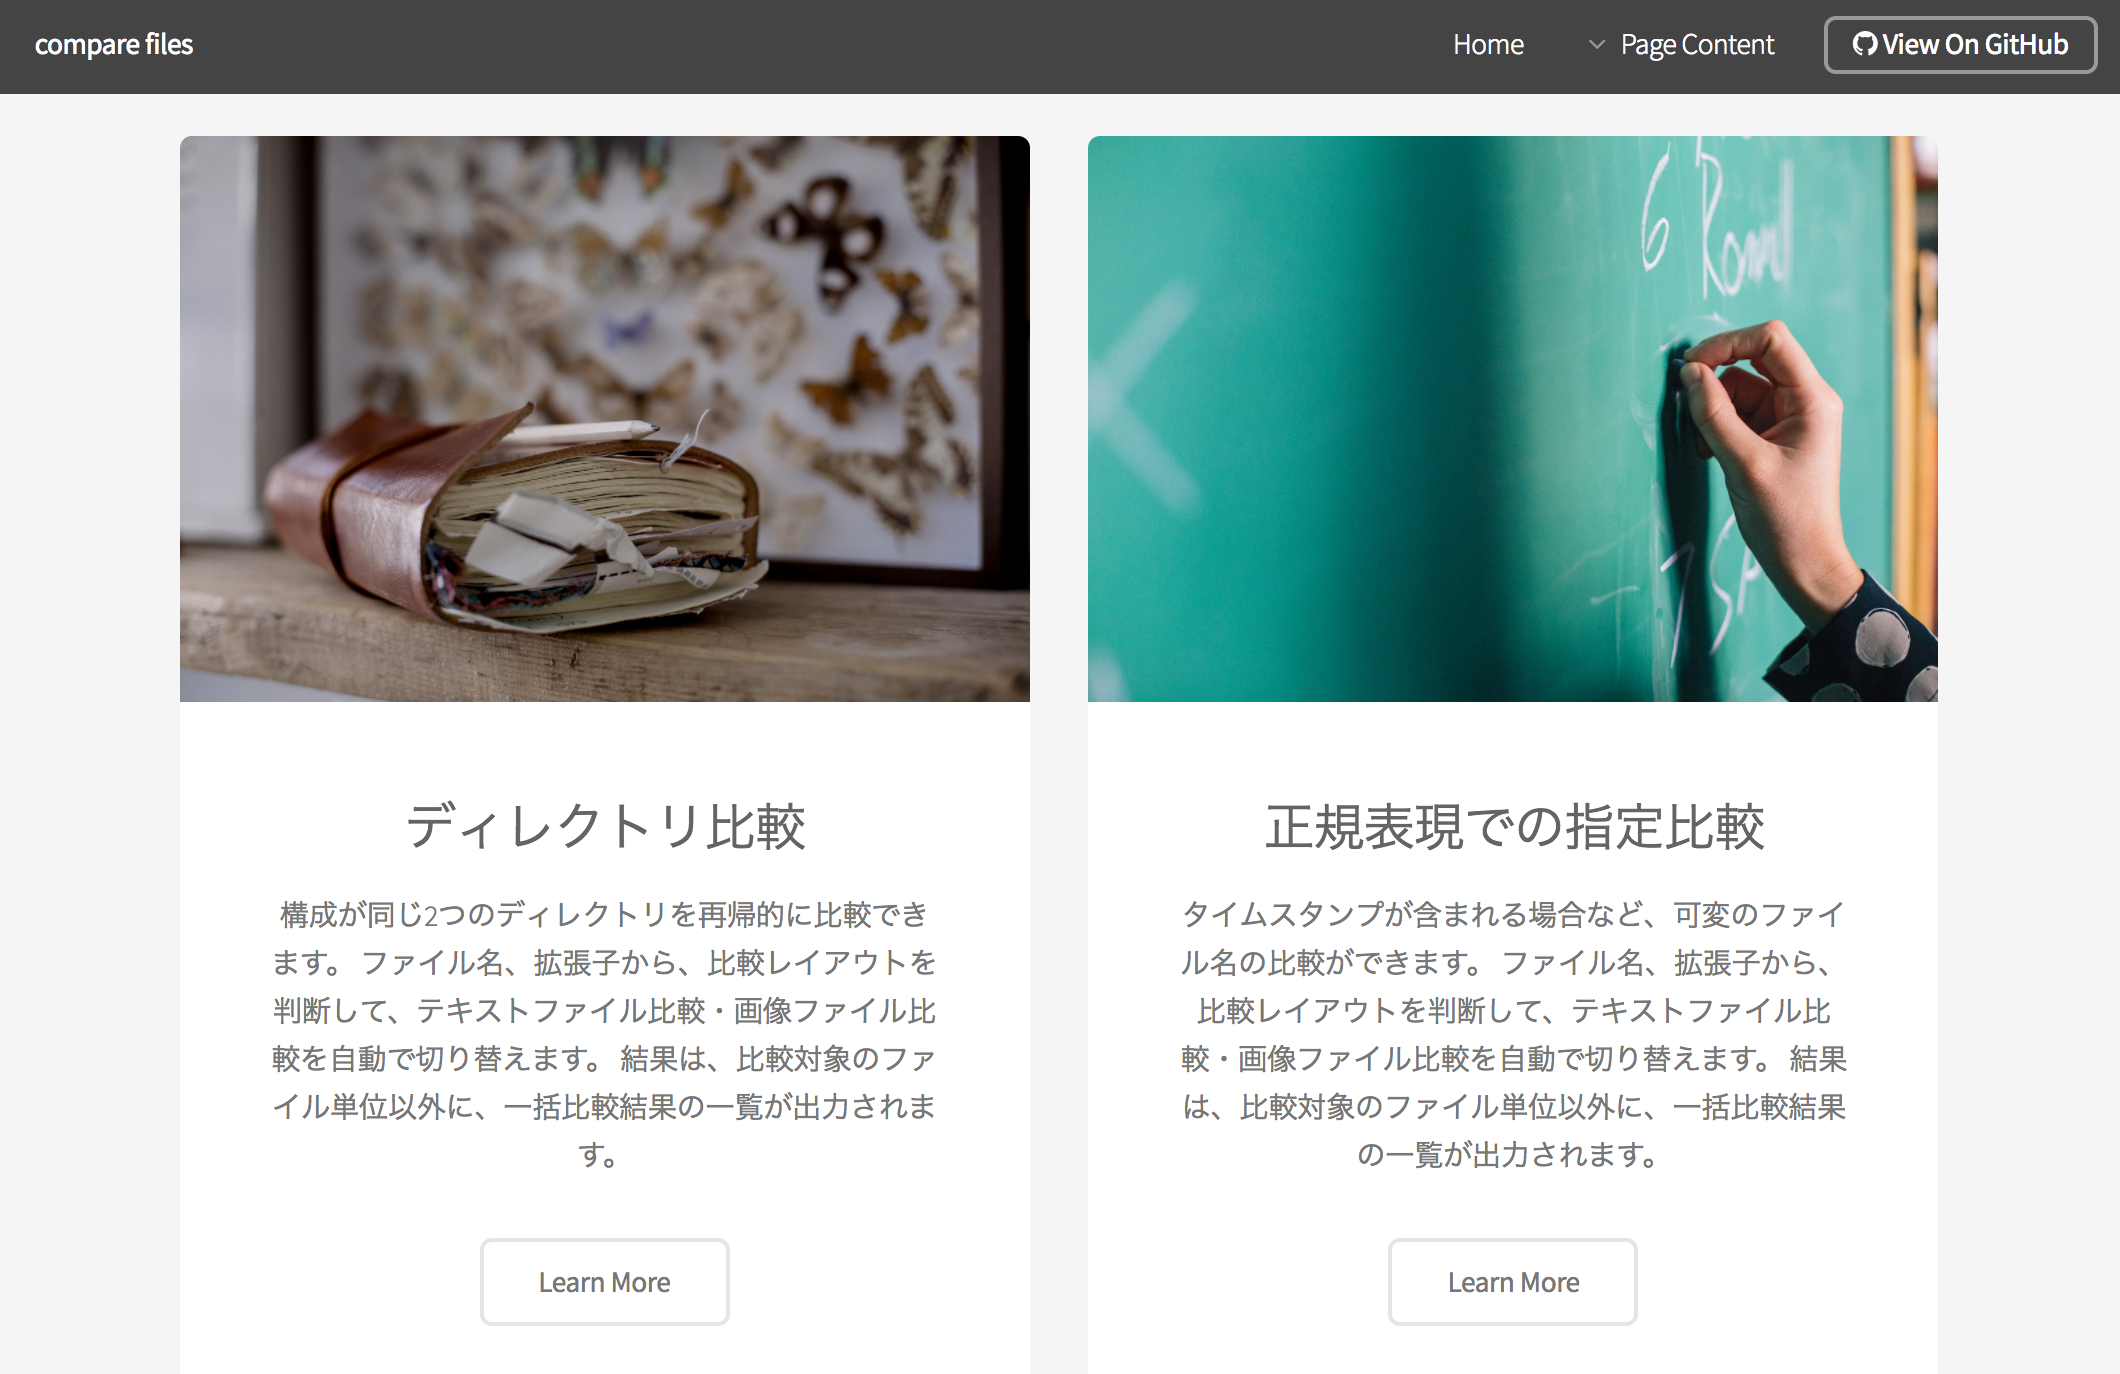 compare files
Home
Page Content
View On GitHub
6
ディレクトリ比較
構成が同じ2つのディレクトリを再帰的に比較でき
ます。 ファイル名、拡張子から、比較レイアウトを
判断して、テキストファイル比較・画像ファイル比
較を自動で切り替えます。 結果は、比較対象のファ
イル単位以外に、一括比較結果の一覧が出力されま
す。
Learn More
正規表現での指定比較
タイムスタンプが含まれる場合など、可変のファイ
ル名の比較ができます。 ファイル名、拡張子から、
比較レイアウトを判断して、テキストファイル比
較・画像ファイル比較を自動で切り替えます。 結果
は、比較対象のファイル単位以外に、一括比較結果
の一覧が出力されます。
Learn More